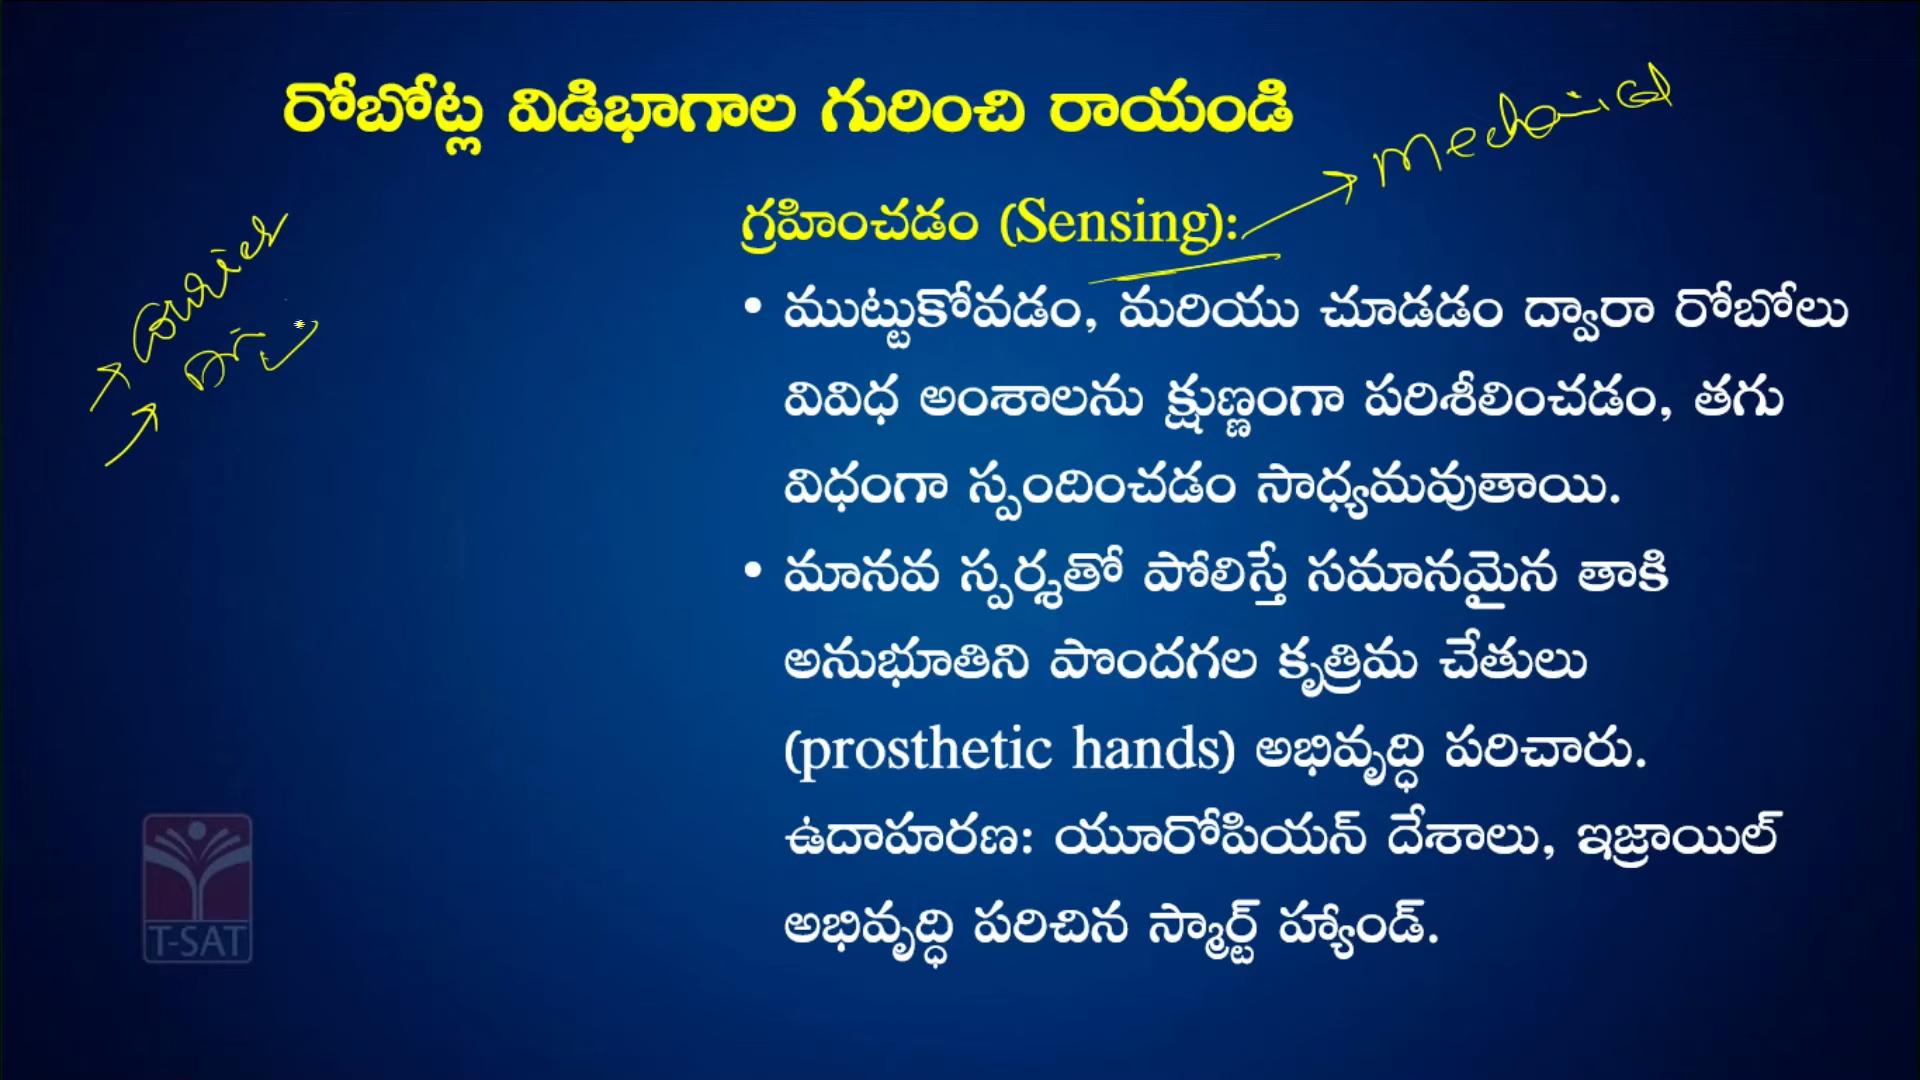 రోబోట్ల విడిభాగాల గురించి రాయండి
Mechanical
గ్రహించడం (Sensing):
• ముట్టుకోవడం, మరియు చూడడం ద్వారా రోబోలు
వివిధ అంశాలను క్షుణ్ణంగా పరిశీలించడం, తగు
విధంగా స్పందించడం సాధ్యమవుతాయి.
• మానవ స్పర్శతో పోలిస్తే సమానమైన తాకి
అనుభూతిని పొందగల కృత్రిమ చేతులు
(prosthetic hands) అభివృద్ధి పరిచారు.
ఉదాహరణ: యూరోపియన్ దేశాలు, ఇజ్రాయిల్
అభివృద్ధి పరిచిన స్మార్ట్ హ్యాండ్.
T-SAT